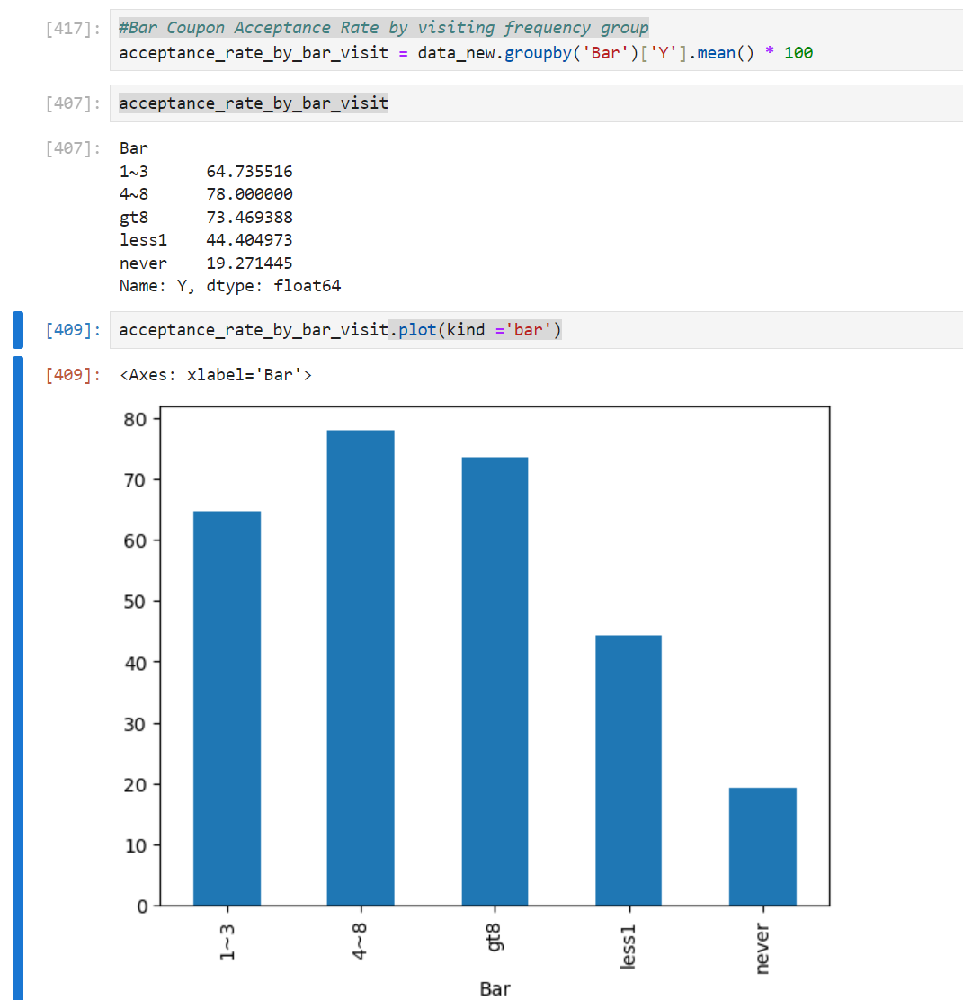 [417]: #Bar Coupon Acceptance Rate by visiting frequency group
acceptance_rate_by_bar_visit = data_new.groupby('Bar')['Y'].mean() * 100
[407]: acceptance_rate_by_bar_visit
[407]: Bar
1~3 64.735516
4~8 78.000000
gt8 73.469388
less1 44.404973
never 19.271445
Name: Y, dtype: float64
[409]: acceptance_rate_by_bar_visit.plot(kind ='bar')
[409]: <Axes: xlabel='Bar'>
80
70
60
50
40
30
20
10
0
1~3 4~8 gt8 less1 never
Bar